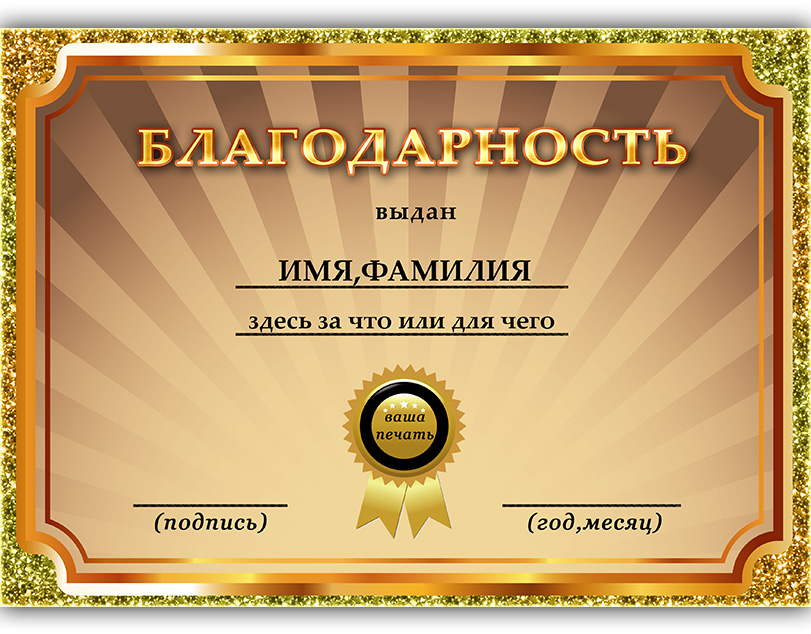 БЛАГОДАРНОСТЬ
выдан
ИМЯ,ФАМИЛИЯ
здесь за что или для чего
ваша
печать
(подпись)
(год,месяц)